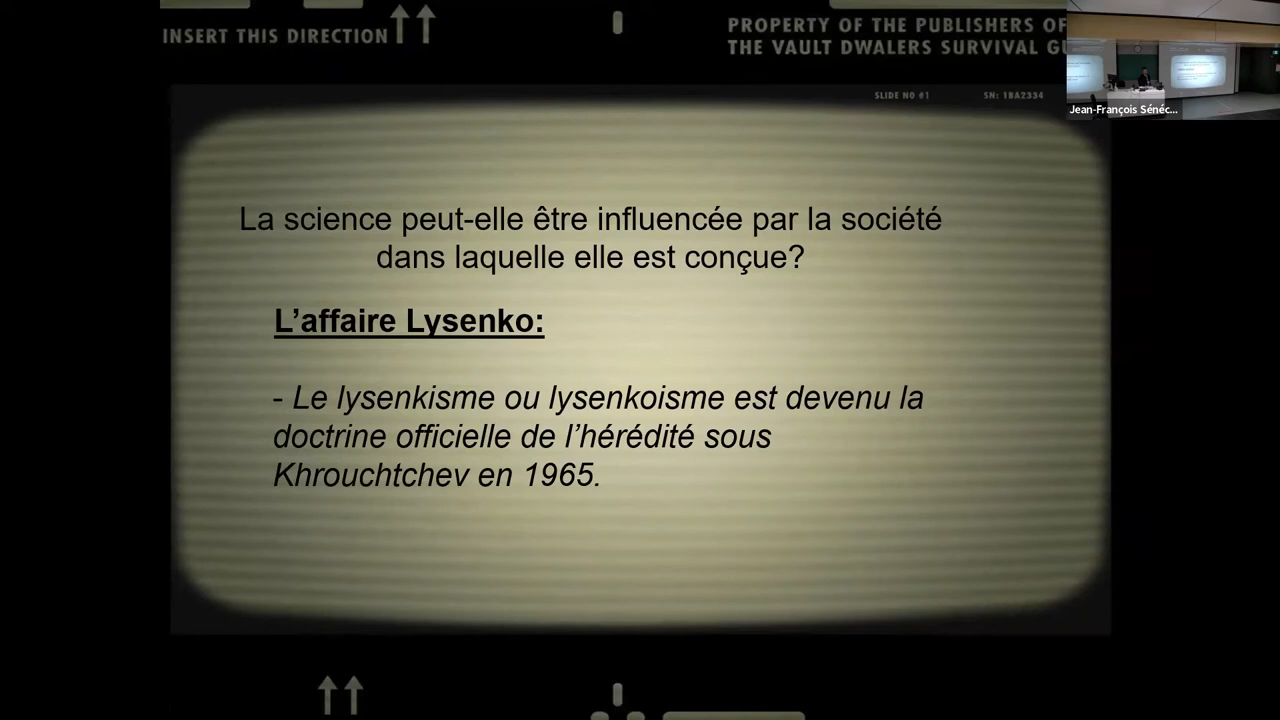 INSERT THIS DIRECTION
PROPERTY OF THE PUBLISHERS OF
THE VAULT DWALERS SURVIVAL GU
SLIDE NO #1
SN: 1BA2334
Jean-François Sénéc...
La science peut-elle être influencée par la société
dans laquelle elle est conçue?
L’affaire Lysenko:
- Le lysenkisme ou lysenkoisme est devenu la
doctrine officielle de l’hérédité sous
Khrouchtchev en 1965.